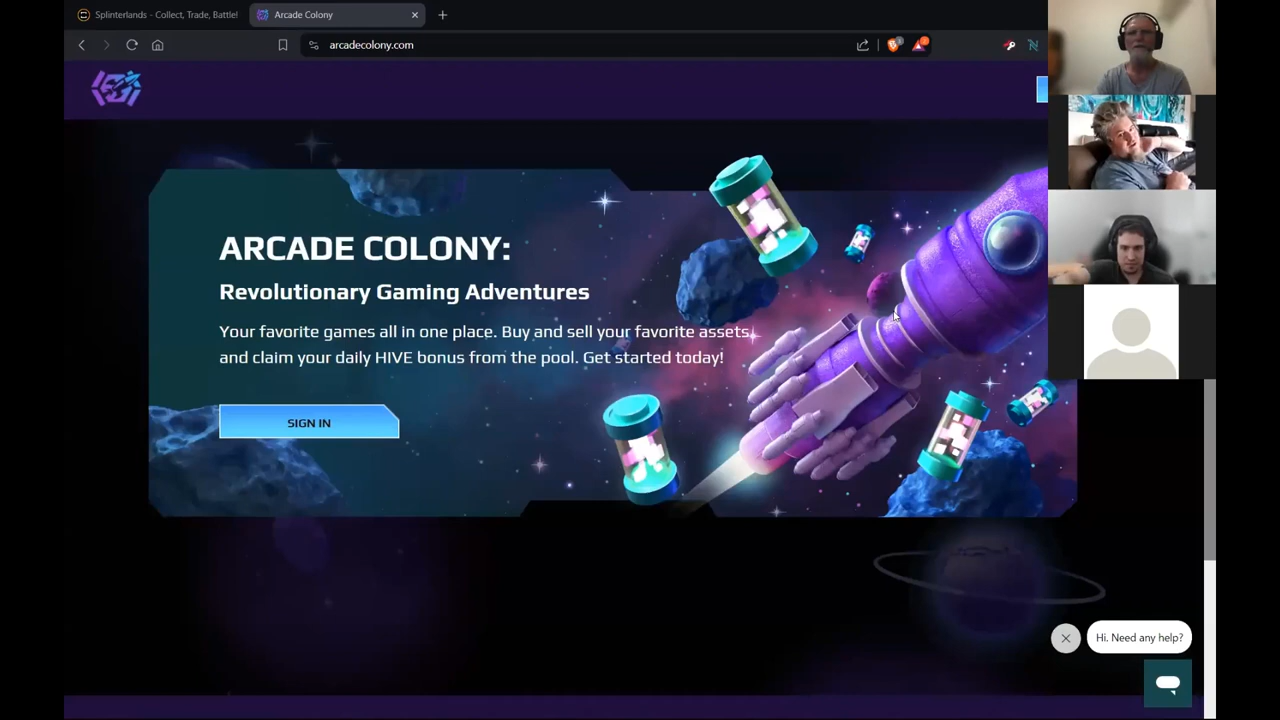 Splinterlands - Collect, Trade, Battle!
Arcade Colony
arcadecolony.com
ARCADE COLONY:
Revolutionary Gaming Adventures
Your favorite games all in one place. Buy and sell your favorite assets
and claim your daily HIVE bonus from the pool. Get started today!
SIGN IN
Hi. Need any help?